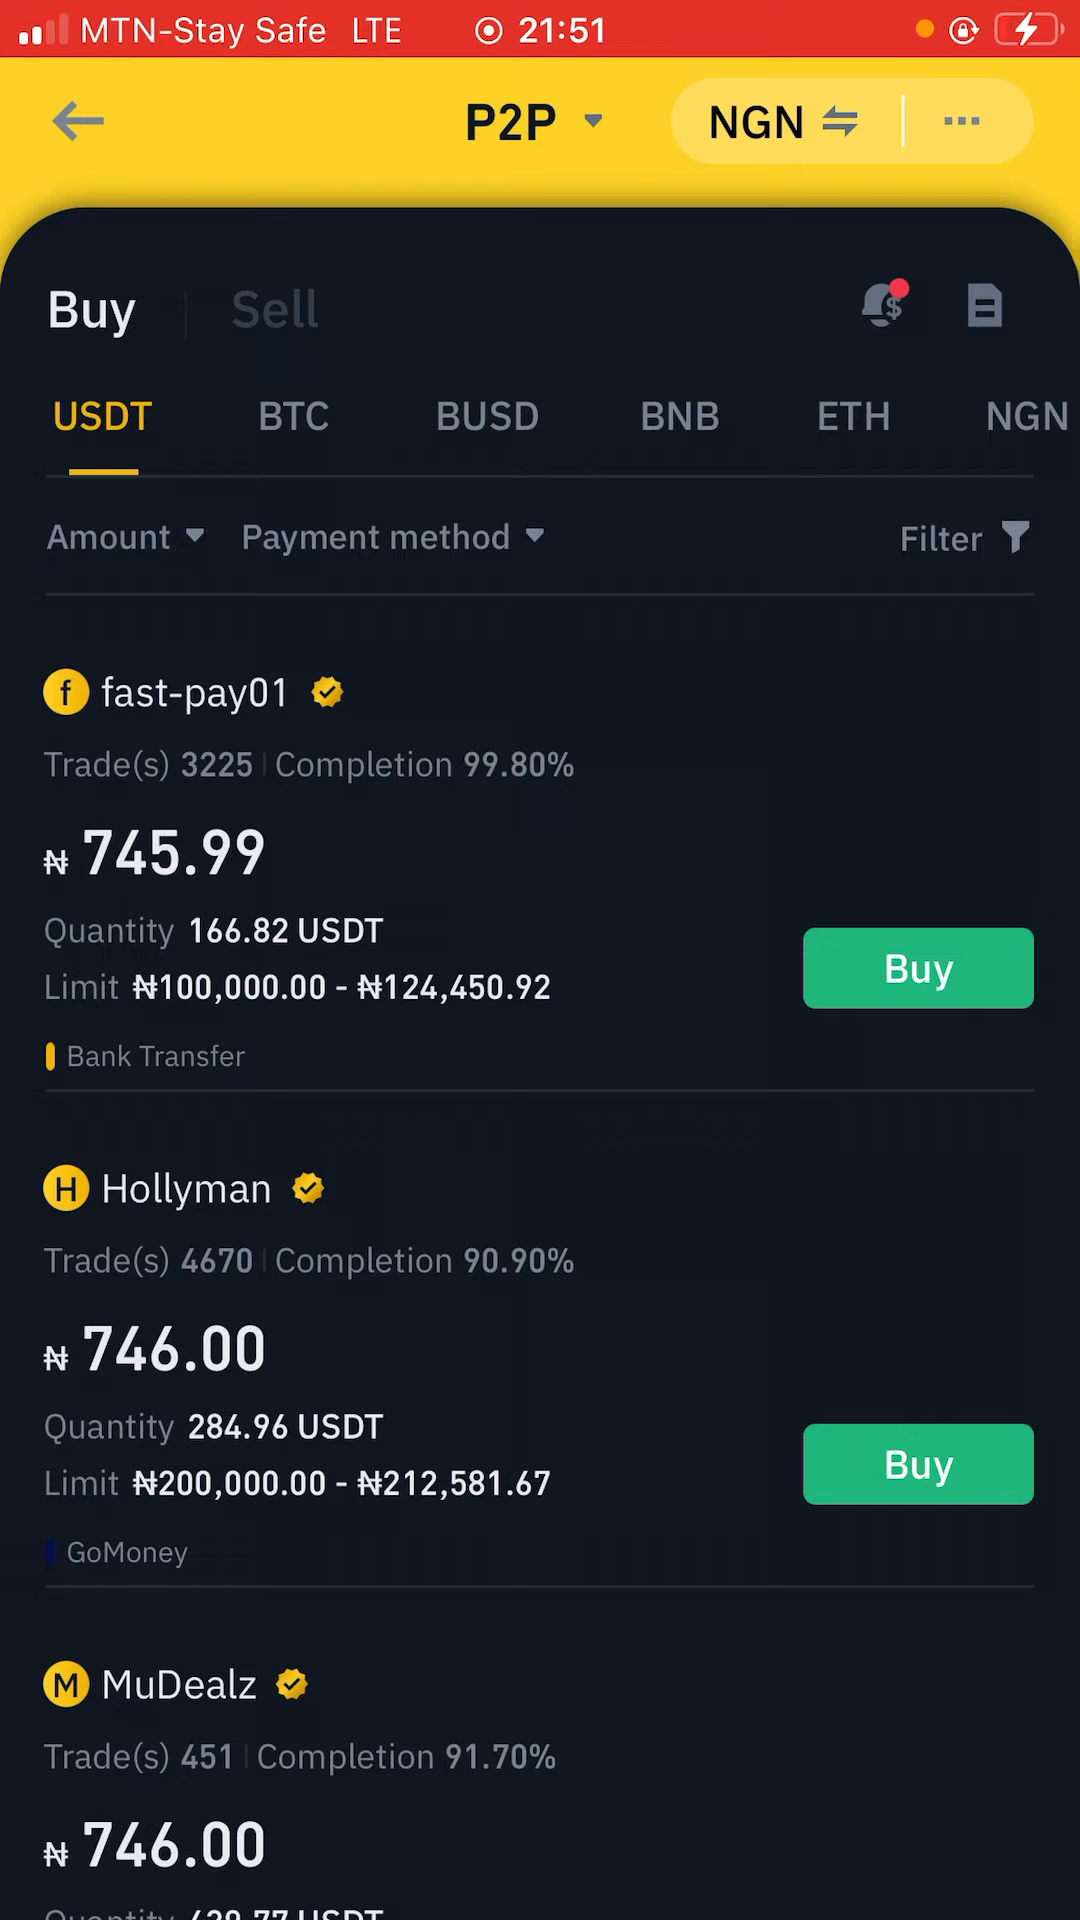 MTN-Stay Safe LTE 21:51
P2P NGN
Buy Sell
USDT BTC BUSD BNB ETH NGN
Amount Payment method Filter
f fast-pay01
Trade(s) 3225 Completion 99.80%
₦ 745.99
Quantity 166.82 USDT
Limit ₦100,000.00 - ₦124,450.92
Buy
Bank Transfer
H Hollyman
Trade(s) 4670 Completion 90.90%
₦ 746.00
Quantity 284.96 USDT
Limit ₦200,000.00 - ₦212,581.67
Buy
GoMoney
M MuDealz
Trade(s) 451 Completion 91.70%
₦ 746.00
Quantity USDT